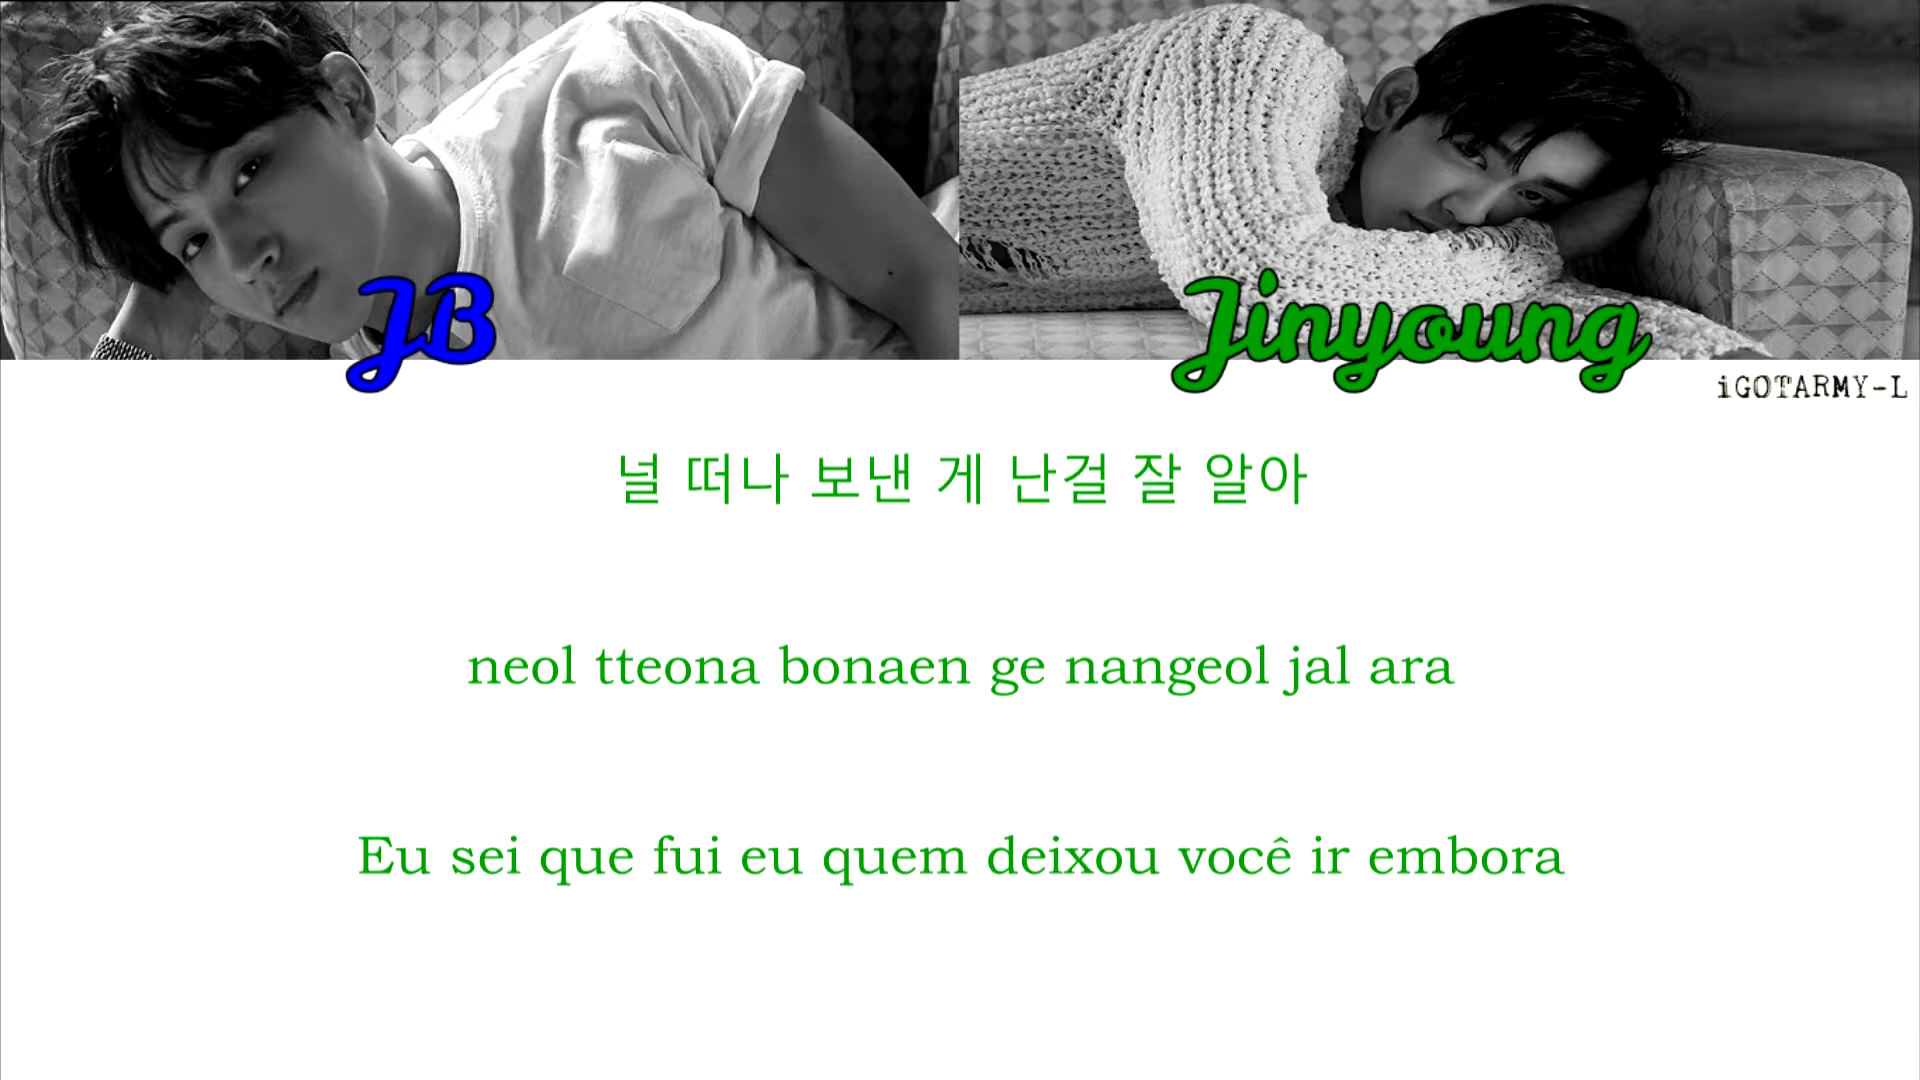 JB
Jinyoung
iGOTARMY-L
널 떠나 보낸 게 난걸 잘 알아
neol tteona bonaen ge nangeol jal ara
Eu sei que fui eu quem deixou você ir embora